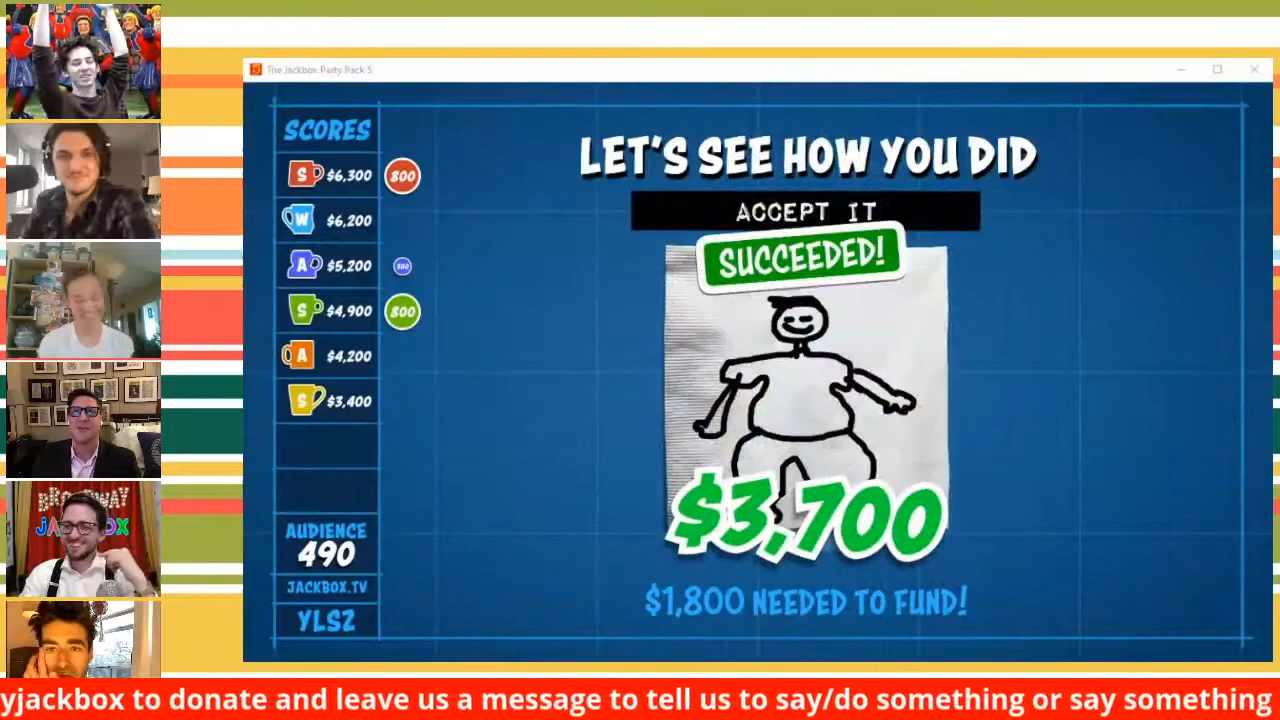 The Jackbox Party Pack 5
SCORES
S $6,300 800
W $6,200
A $5,200
S $4,900 800
A $4,200
S $3,400
AUDIENCE
490
JACKBOX.TV
YLSZ
LET'S SEE HOW YOU DID
ACCEPT IT
SUCCEEDED!
$3,700
$1,800 NEEDED TO FUND!
BROADWAY
JACKBOX
yjackbox to donate and leave us a message to tell us to say/do something or say something